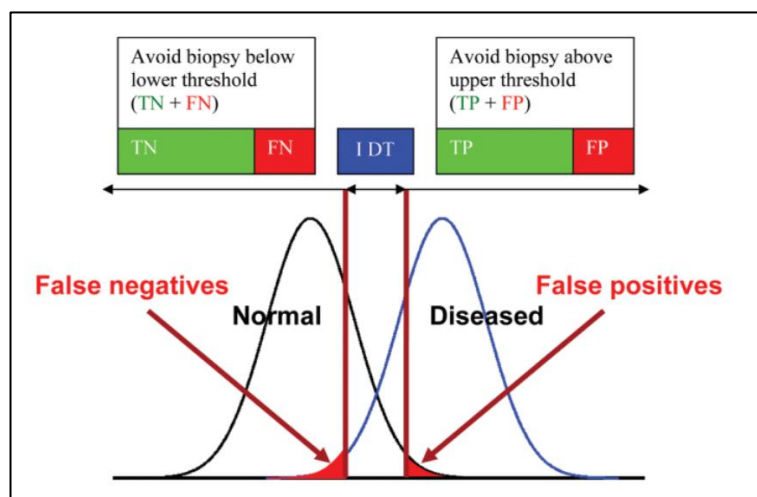 Avoid biopsy below
lower threshold
(TN + FN)
Avoid biopsy above
upper threshold
(TP + FP)
TN
FN
I DT
TP
FP
False negatives
False positives
Normal
Diseased